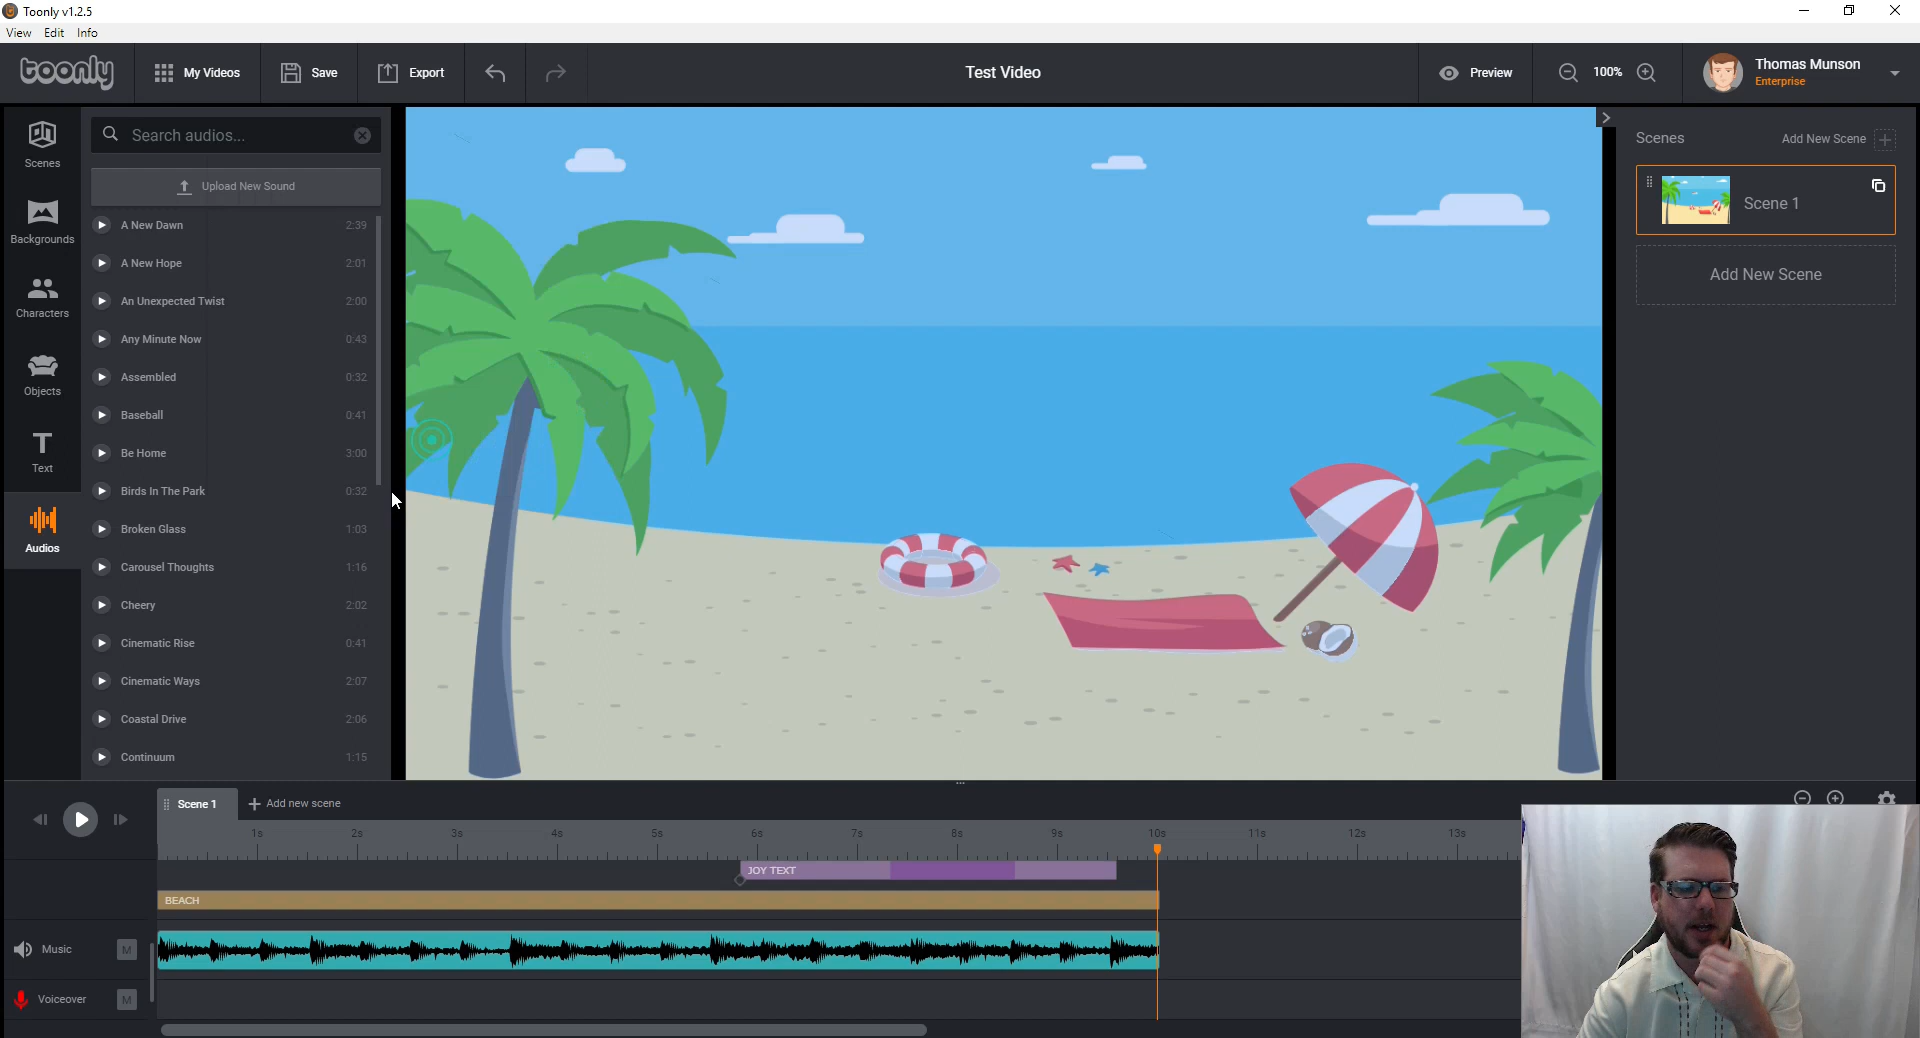 Toonly v1.2.5
View Edit Info
toonly
My Videos
Save
Export
Test Video
Preview
100%
Thomas Munson
Enterprise
Scenes
Backgrounds
Characters
Objects
Text
Audios
Search audios...
Upload New Sound
A New Dawn 2:39
A New Hope 2:01
An Unexpected Twist 2:00
Any Minute Now 0:43
Assembled 0:32
Baseball 0:41
Be Home 3:00
Birds In The Park 0:32
Broken Glass 1:03
Carousel Thoughts 1:16
Cheery 2:02
Cinematic Rise 0:41
Cinematic Ways 2:07
Coastal Drive 2:06
Continuum 1:15
Scenes
Add New Scene
Scene 1
Add New Scene
Scene 1
Add new scene
1s 2s 3s 4s 5s 6s 7s 8s 9s 10s 11s 12s 13s
JOY TEXT
BEACH
Music M
Voiceover M